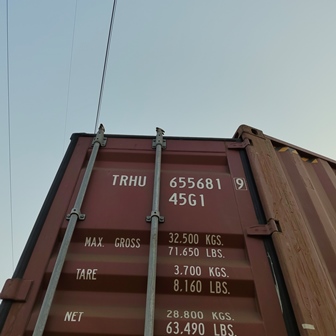 TRHU 655681 9
45G1
MAX. GROSS 32.500 KGS.
71.650 LBS.
TARE 3.700 KGS.
8.160 LBS.
NET 28.800 KGS.
63.490 LBS.